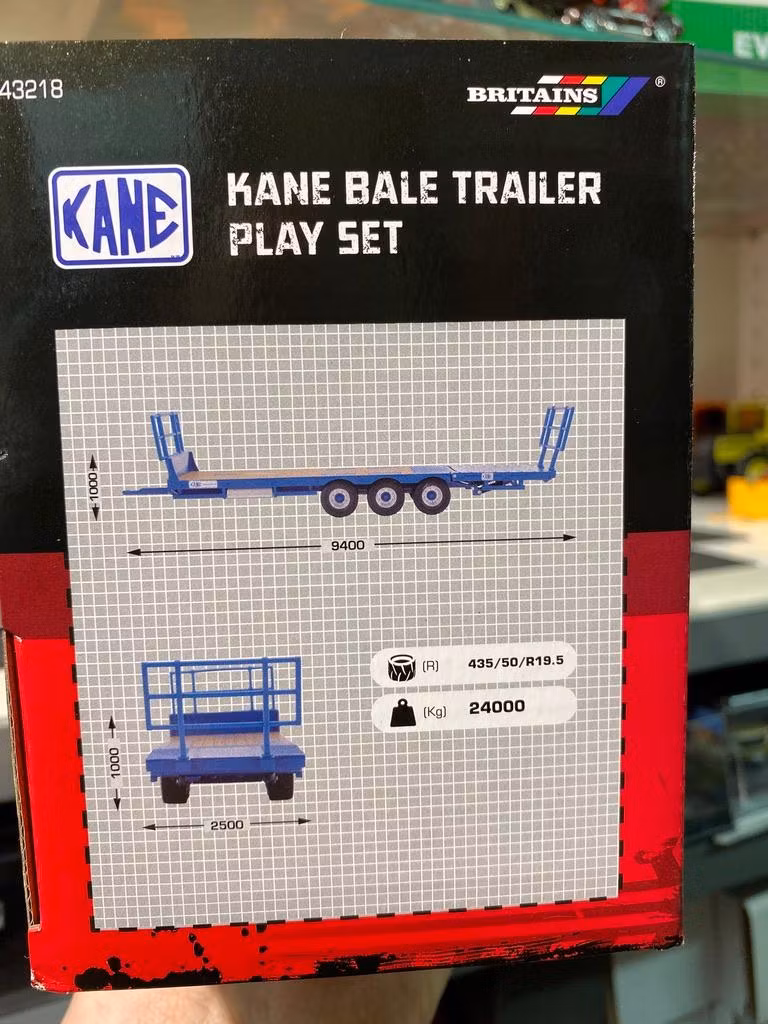 43218
BRITAINS ®
KANE
KANE BALE TRAILER
PLAY SET
1000
9400
(R) 435/50/R19.5
(Kg) 24000
1000
2500